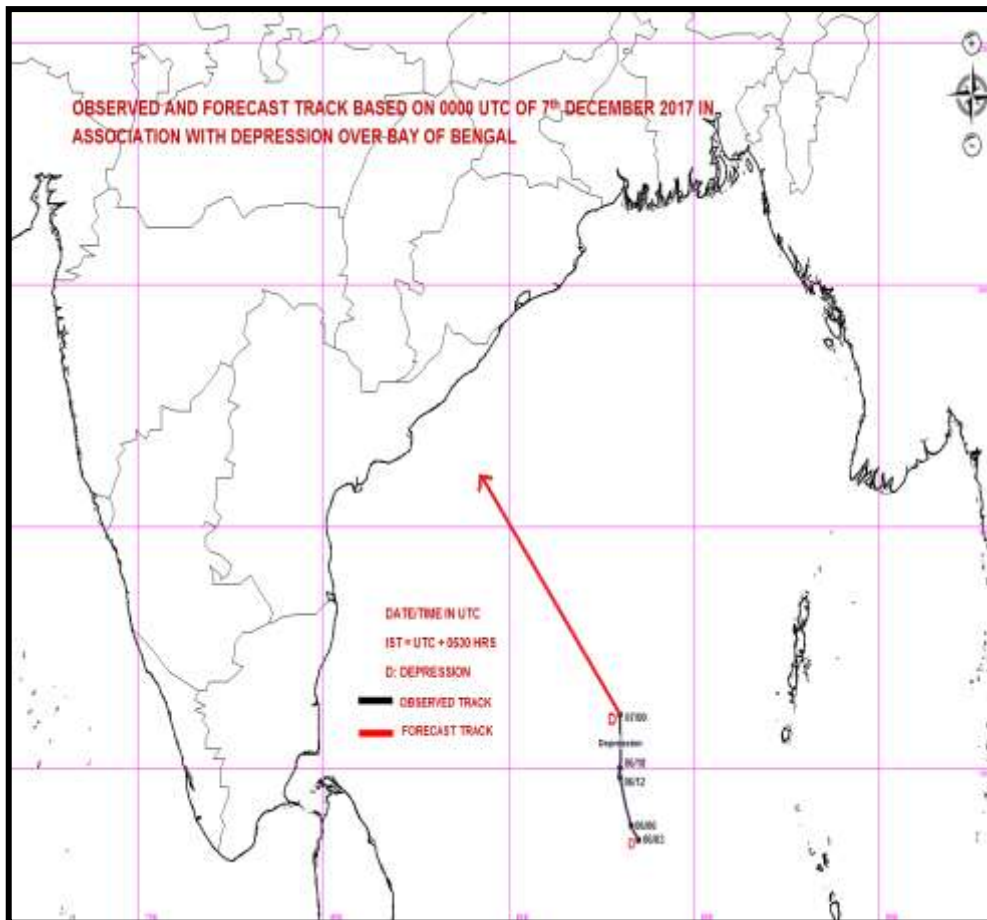 OBSERVED AND FORECAST TRACK BASED ON 0000 UTC OF 7th DECEMBER 2017 IN
ASSOCIATION WITH DEPRESSION OVER BAY OF BENGAL
DATE/TIME IN UTC
IST = UTC + 0530 HRS
D: DEPRESSION
OBSERVED TRACK
FORECAST TRACK
D 07/00
Depression
06/18
06/12
06/06
D 06/03